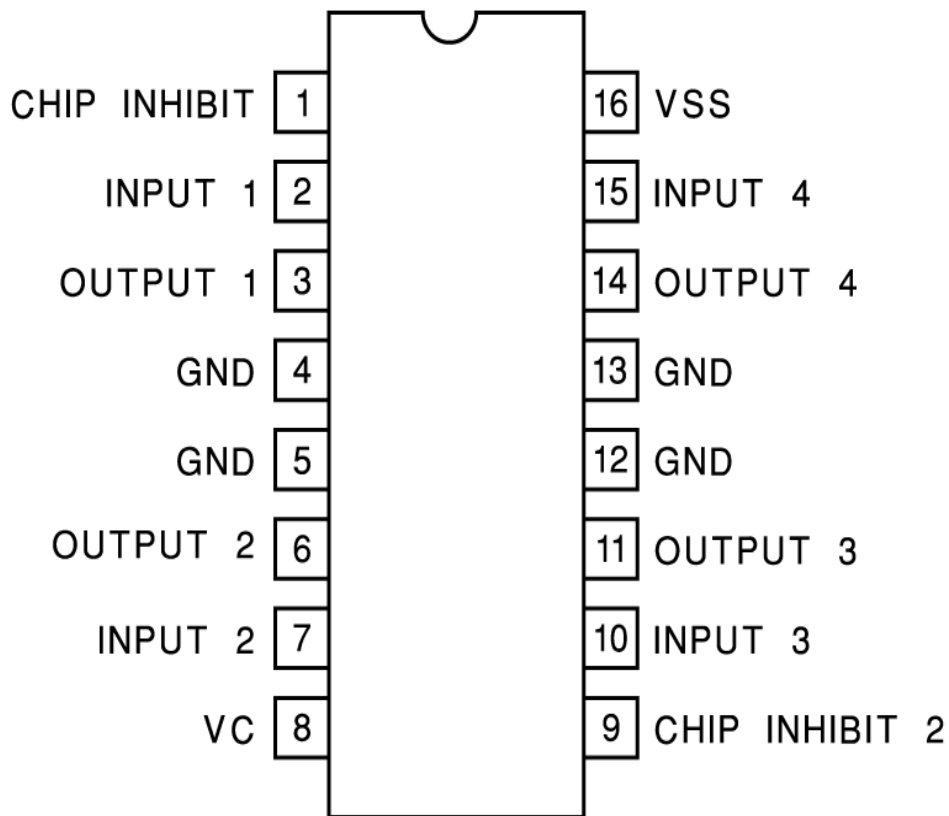 CHIP INHIBIT 1 16 VSS
INPUT 1 2 15 INPUT 4
OUTPUT 1 3 14 OUTPUT 4
GND 4 13 GND
GND 5 12 GND
OUTPUT 2 6 11 OUTPUT 3
INPUT 2 7 10 INPUT 3
VC 8 9 CHIP INHIBIT 2